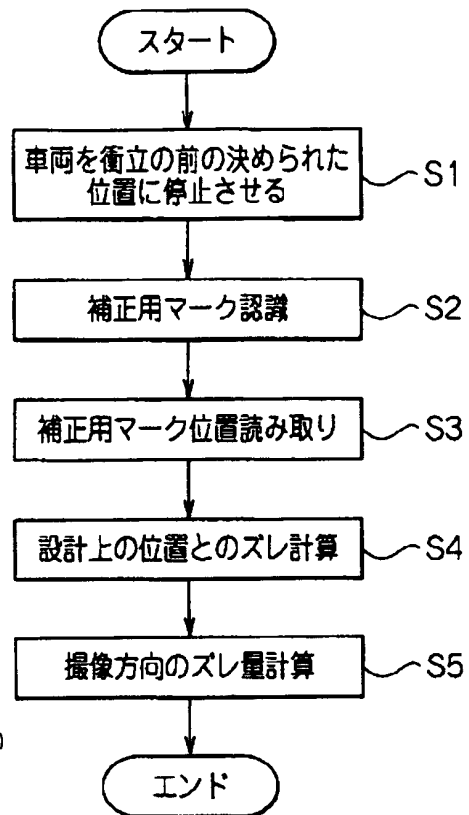 スタート
車両を衝立の前の決められた
位置に停止させる
S1
補正用マーク認識
S2
補正用マーク位置読み取り
S3
設計上の位置とのズレ計算
S4
撮像方向のズレ量計算
S5
エンド